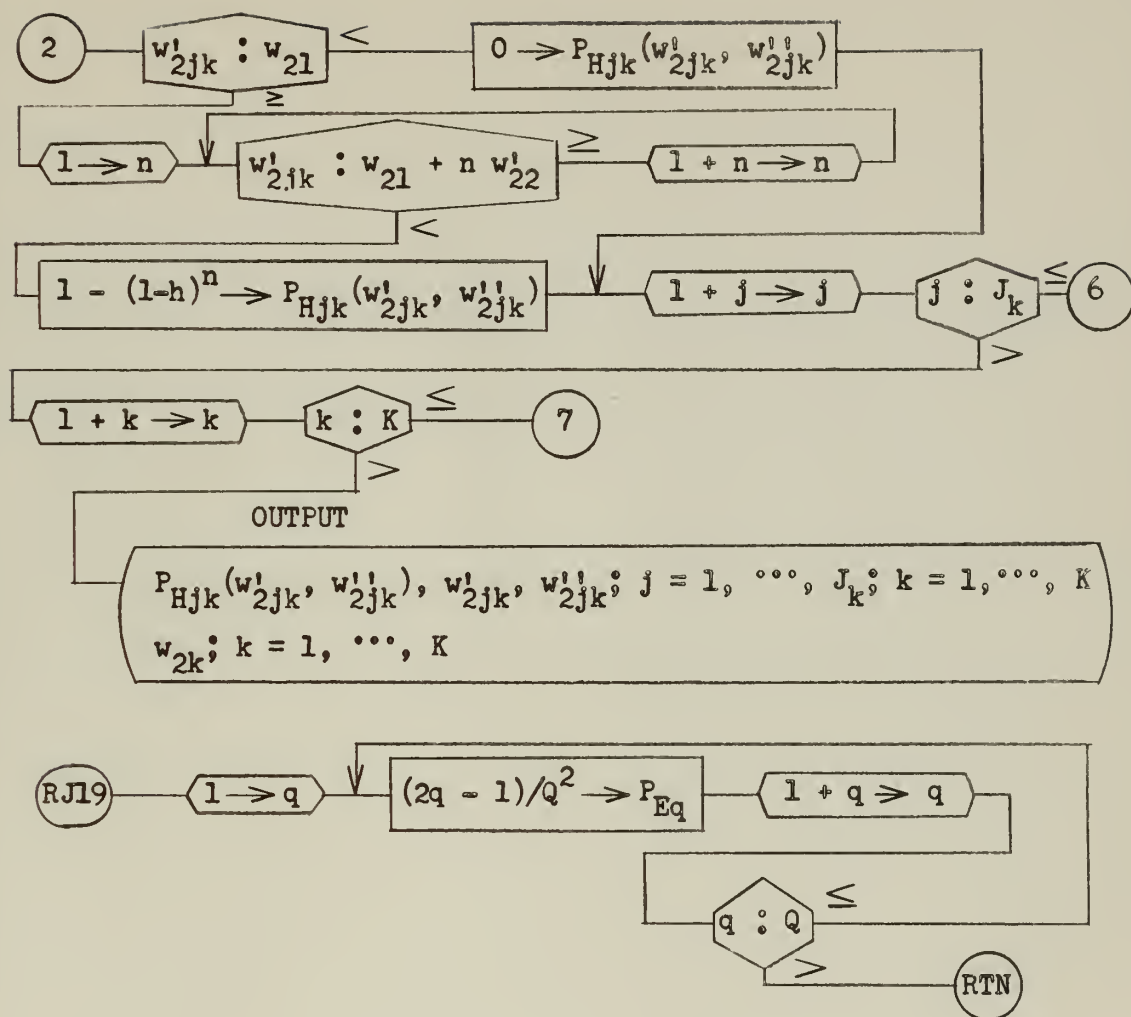 2 w'2jk : w21 < 0 → PHjk(w'2jk, w''2jk)
≥
1 → n w'2jk : w21 + n w'22 ≥ 1 + n → n
<
1 - (1-h)^n → PHjk(w'2jk, w''2jk) 1 + j → j j : Jk ≤ 6
>
1 + k → k k : K ≤ 7
>
OUTPUT
PHjk(w'2jk, w''2jk), w'2jk, w''2jk; j = 1, ..., Jk; k = 1, ..., K
w2k; k = 1, ..., K
RJ19 1 → q (2q - 1)/Q² → PEq 1 + q → q
q : Q ≤
>
RTN